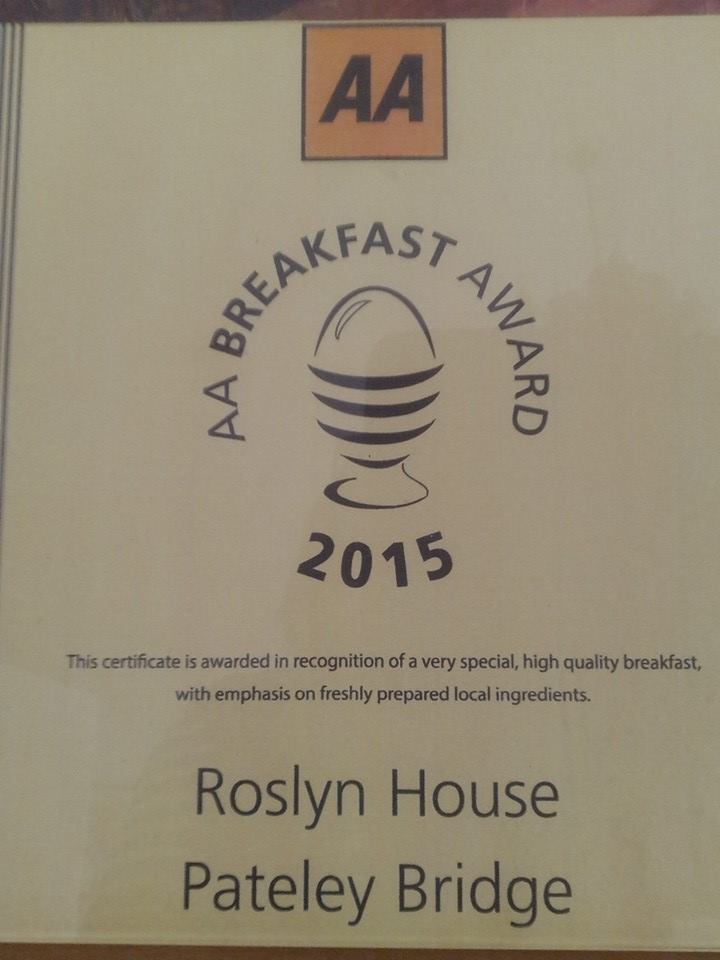 AA
AA BREAKFAST AWARD
2015
This certificate is awarded in recognition of a very special, high quality breakfast,
with emphasis on freshly prepared local ingredients.
Roslyn House
Pateley Bridge